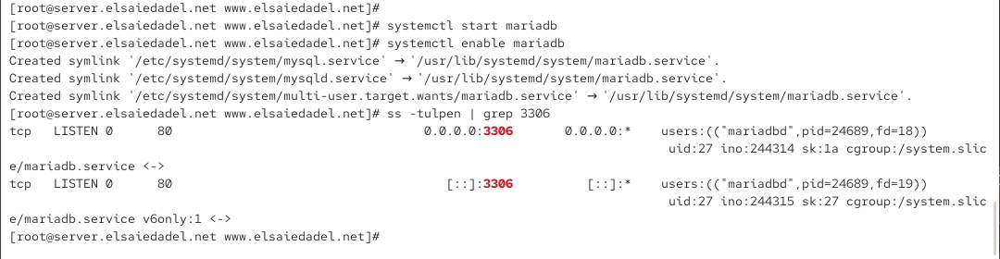 [root@server.elsaiedadel.net www.elsaiedadel.net]#
[root@server.elsaiedadel.net www.elsaiedadel.net]# systemctl start mariadb
[root@server.elsaiedadel.net www.elsaiedadel.net]# systemctl enable mariadb
Created symlink '/etc/systemd/system/mysql.service' → '/usr/lib/systemd/system/mariadb.service'.
Created symlink '/etc/systemd/system/mysqld.service' → '/usr/lib/systemd/system/mariadb.service'.
Created symlink '/etc/systemd/system/multi-user.target.wants/mariadb.service' → '/usr/lib/systemd/system/mariadb.service'.
[root@server.elsaiedadel.net www.elsaiedadel.net]# ss -tulpen | grep 3306
tcp   LISTEN 0      80                                  0.0.0.0:3306       0.0.0.0:*    users:(("mariadbd",pid=24689,fd=18))
uid:27 ino:244314 sk:1a cgroup:/system.slic
e/mariadb.service <->
tcp   LISTEN 0      80                                     [::]:3306          [::]:*    users:(("mariadbd",pid=24689,fd=19))
uid:27 ino:244315 sk:27 cgroup:/system.slic
e/mariadb.service v6only:1 <->
[root@server.elsaiedadel.net www.elsaiedadel.net]#